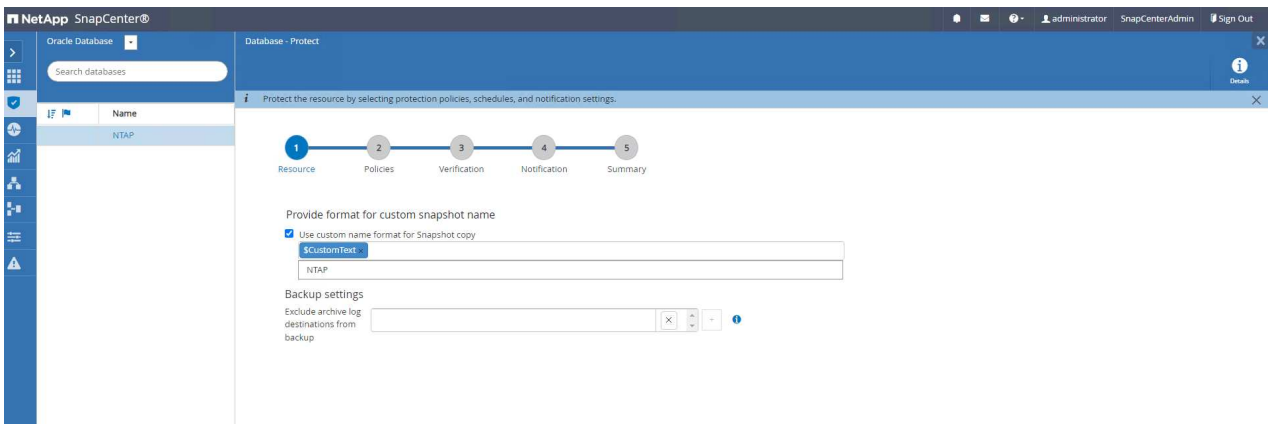 NetApp SnapCenter®
administrator SnapCenterAdmin Sign Out
Oracle Database
Search databases
Name
NTAP
Database - Protect
Details
i Protect the resource by selecting protection policies, schedules, and notification settings.
1 2 3 4 5
Resource Policies Verification Notification Summary
Provide format for custom snapshot name
Use custom name format for Snapshot copy
$CustomText ×
NTAP
Backup settings
Exclude archive log
destinations from
backup